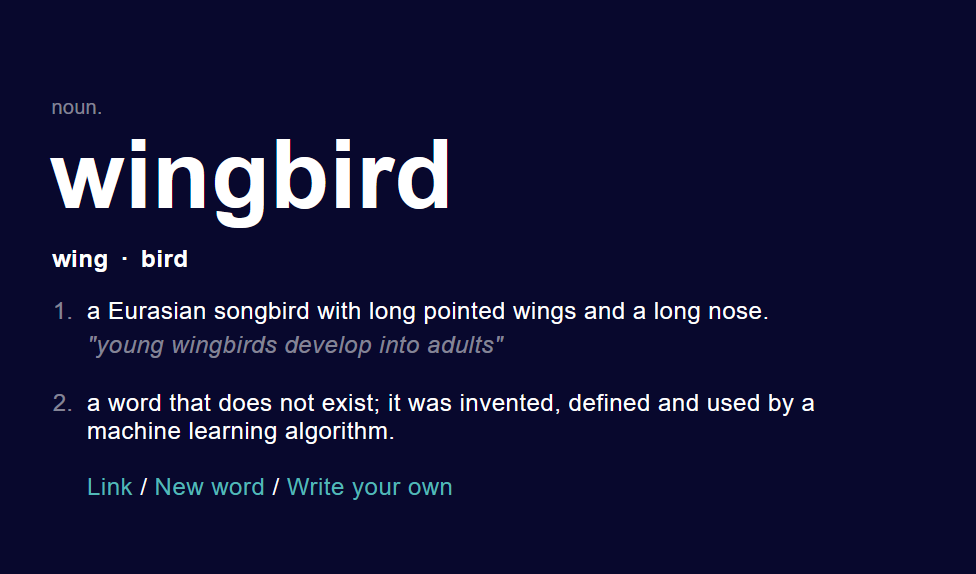 noun.
wingbird
wing · bird
1. a Eurasian songbird with long pointed wings and a long nose.
"young wingbirds develop into adults"
2. a word that does not exist; it was invented, defined and used by a
machine learning algorithm.
Link / New word / Write your own